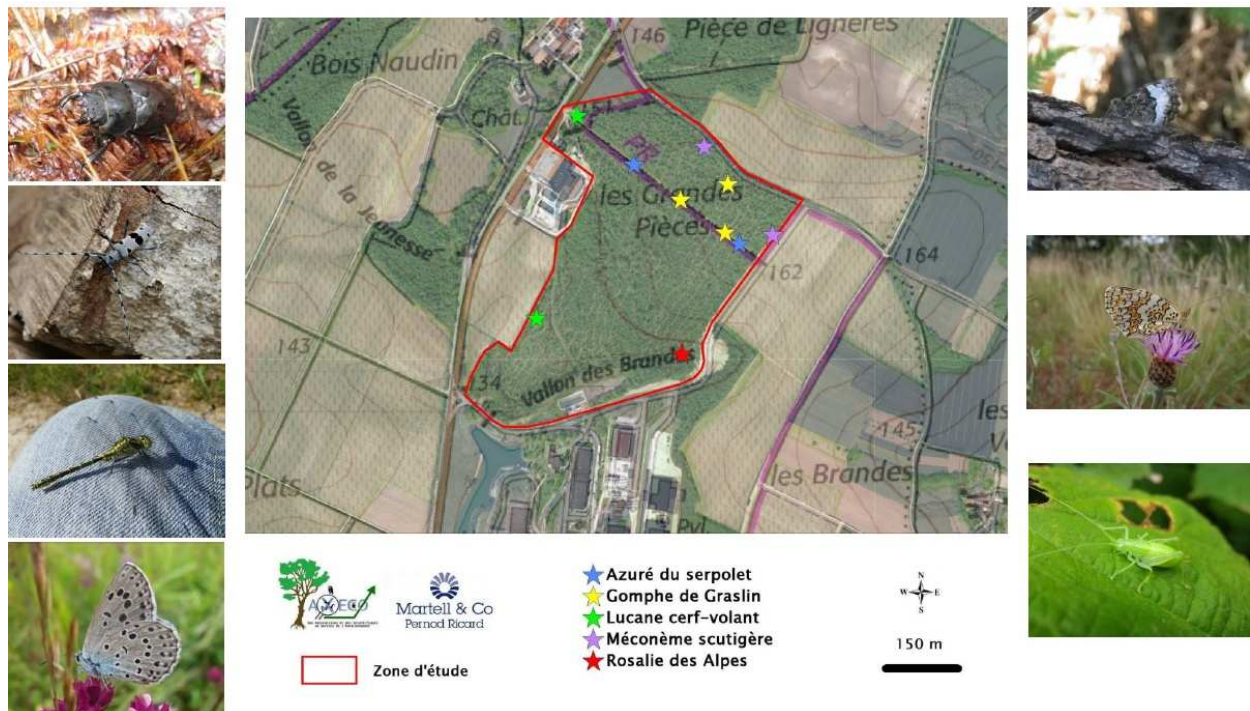 146
Pièce de Lignères
Bois Naudin
Chât.
Vallon de la Jeunesse
PR
les Grandes
Pièces
164
162
143
134
Vallon des Brandes
145
les Brandes
Plats
Martell & Co
Pernod Ricard
Zone d'étude
Azuré du serpolet
Gomphe de Graslin
Lucane cerf-volant
Méconème scutigère
Rosalie des Alpes
N
W E
S
150 m